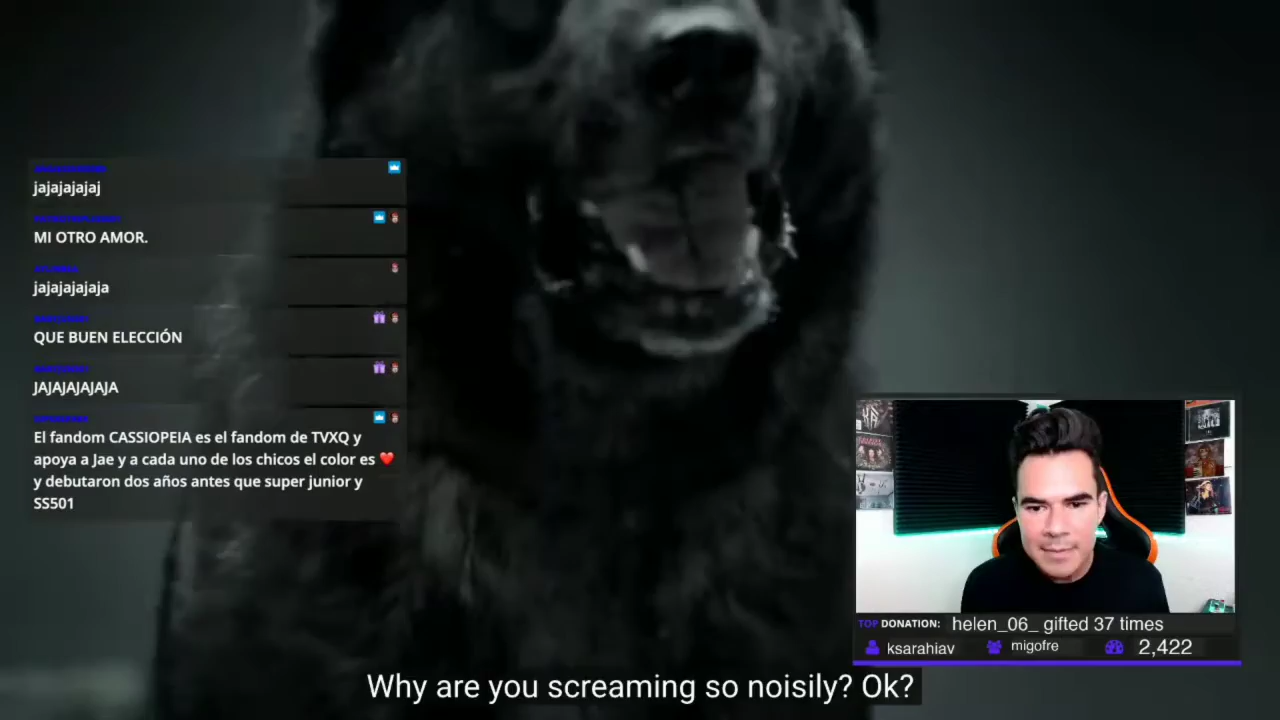 jajajajajaj
MI OTRO AMOR.
jajajajajaja
QUE BUEN ELECCIÓN
JAJAJAJAJAJA
El fandom CASSIOPEIA es el fandom de TVXQ y
apoya a Jae y a cada uno de los chicos el color es ❤️
y debutaron dos años antes que super junior y
SS501
TOP DONATION: helen_06_ gifted 37 times
ksarahiav migofre 2,422
Why are you screaming so noisily? Ok?